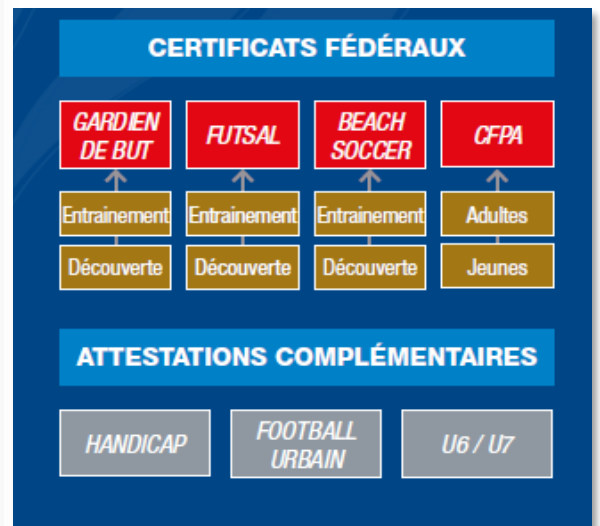 CERTIFICATS FÉDÉRAUX
GARDIEN
DE BUT
FUTSAL
BEACH
SOCCER
CFPA
Entrainement
Entrainement
Entrainement
Adultes
Découverte
Découverte
Découverte
Jeunes
ATTESTATIONS COMPLÉMENTAIRES
HANDICAP
FOOTBALL
URBAIN
U6 / U7